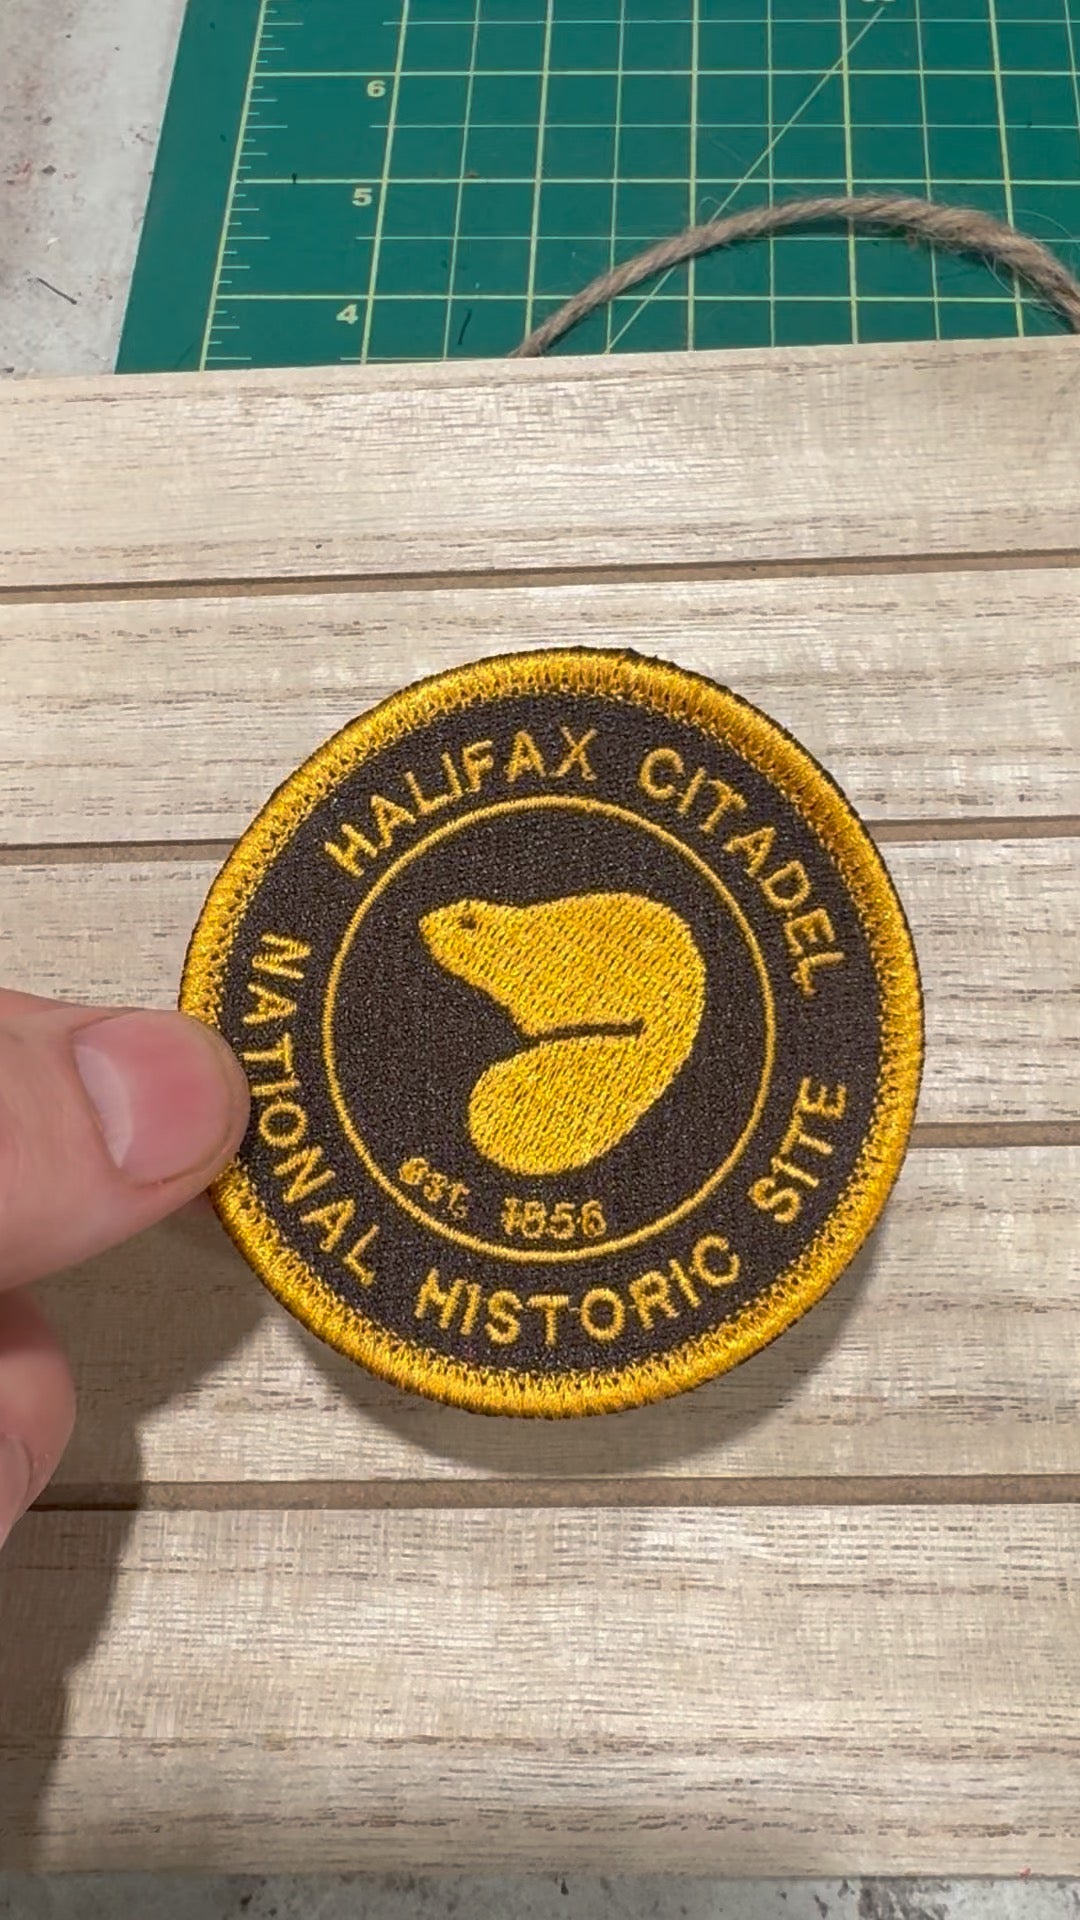 6
5
4
HALIFAX CITADEL
est. 1856
NATIONAL HISTORIC SITE